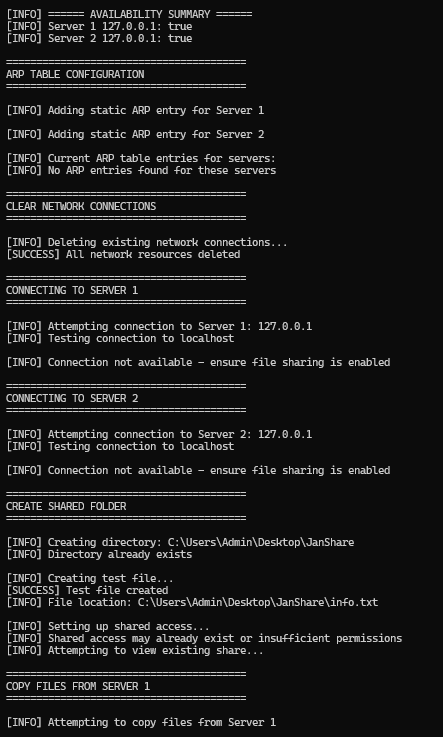 [INFO] ====== AVAILABILITY SUMMARY ======
[INFO] Server 1 127.0.0.1: true
[INFO] Server 2 127.0.0.1: true
========================================
ARP TABLE CONFIGURATION
========================================
[INFO] Adding static ARP entry for Server 1
[INFO] Adding static ARP entry for Server 2
[INFO] Current ARP table entries for servers:
[INFO] No ARP entries found for these servers
========================================
CLEAR NETWORK CONNECTIONS
========================================
[INFO] Deleting existing network connections...
[SUCCESS] All network resources deleted
========================================
CONNECTING TO SERVER 1
========================================
[INFO] Attempting connection to Server 1: 127.0.0.1
[INFO] Testing connection to localhost
[INFO] Connection not available - ensure file sharing is enabled
========================================
CONNECTING TO SERVER 2
========================================
[INFO] Attempting connection to Server 2: 127.0.0.1
[INFO] Testing connection to localhost
[INFO] Connection not available - ensure file sharing is enabled
========================================
CREATE SHARED FOLDER
========================================
[INFO] Creating directory: C:\Users\Admin\Desktop\JanShare
[INFO] Directory already exists
[INFO] Creating test file...
[SUCCESS] Test file created
[INFO] File location: C:\Users\Admin\Desktop\JanShare\info.txt
[INFO] Setting up shared access...
[INFO] Shared access may already exist or insufficient permissions
[INFO] Attempting to view existing share...
========================================
COPY FILES FROM SERVER 1
========================================
[INFO] Attempting to copy files from Server 1